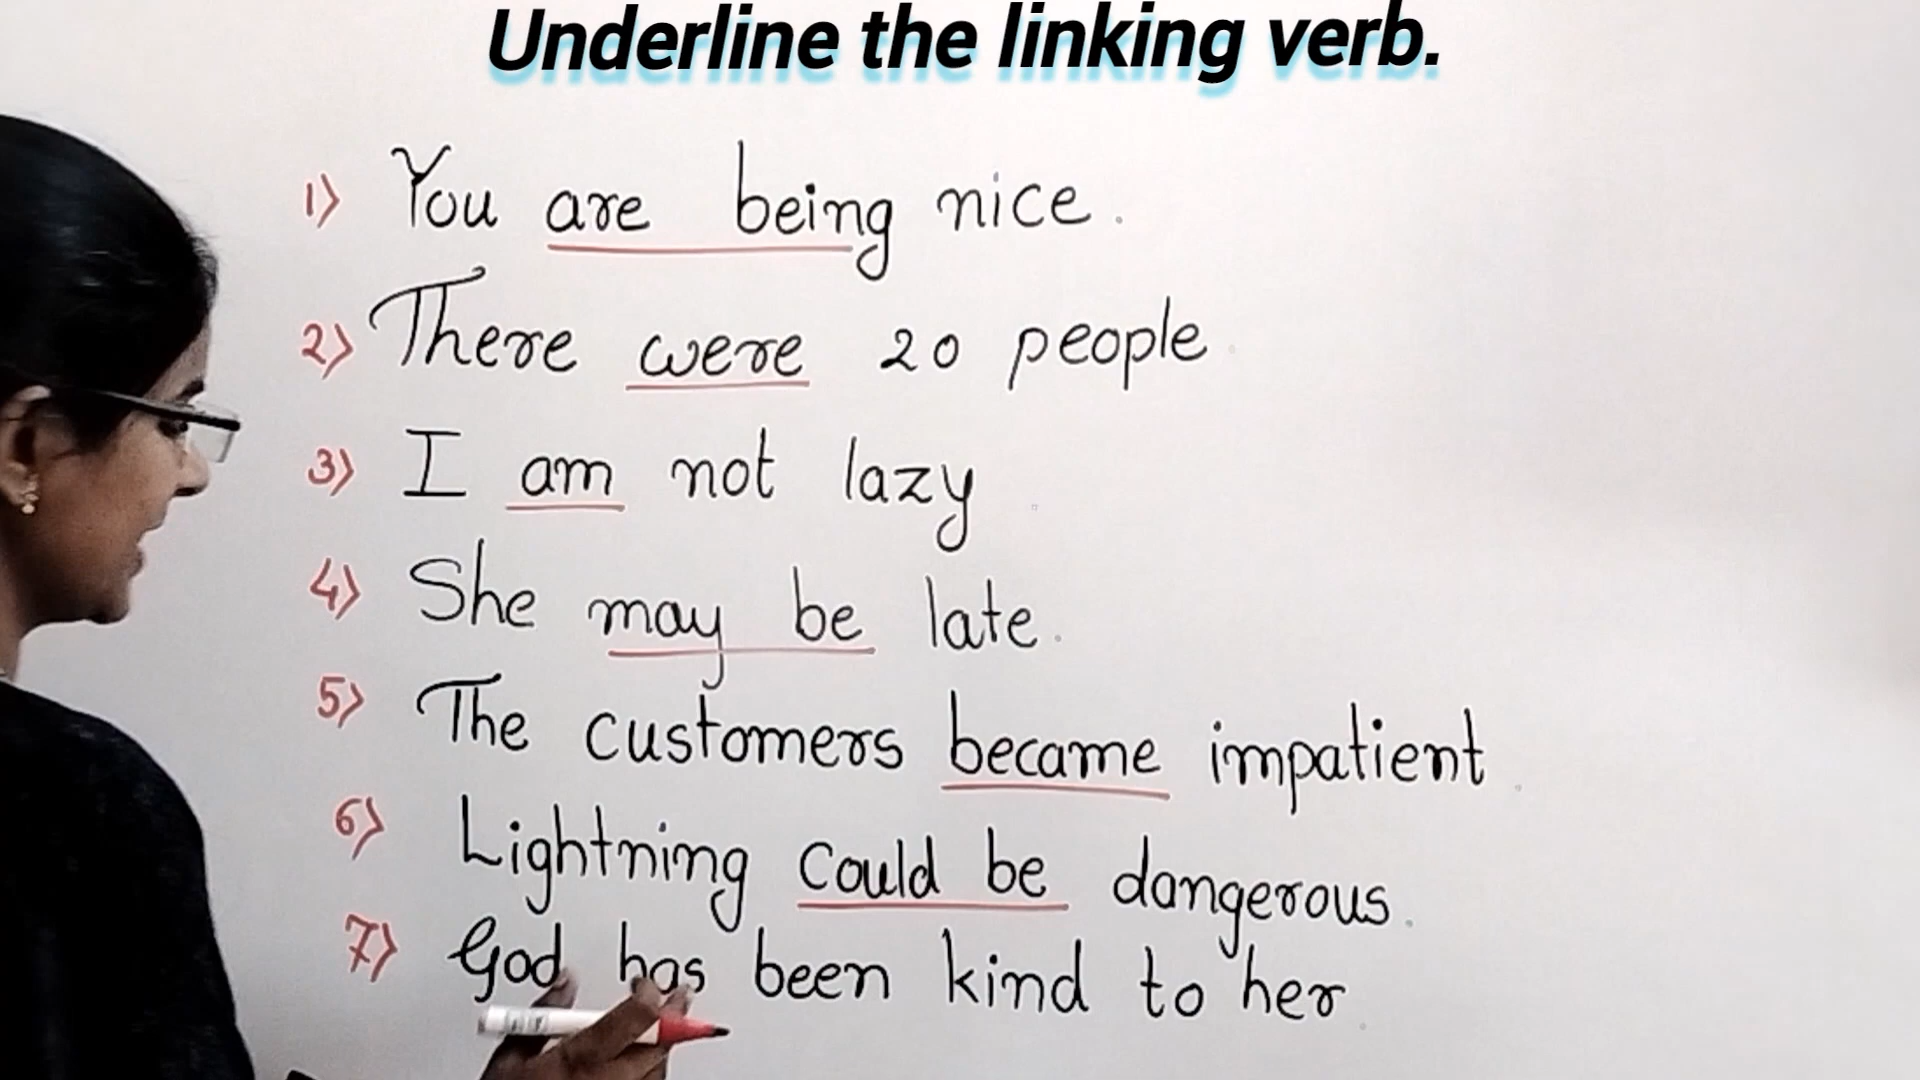 Underline the linking verb.
1) You are being nice.
2) There were 20 people.
3) I am not lazy.
4) She may be late.
5) The customers became impatient.
6) Lightning could be dangerous.
7) God has been kind to her.